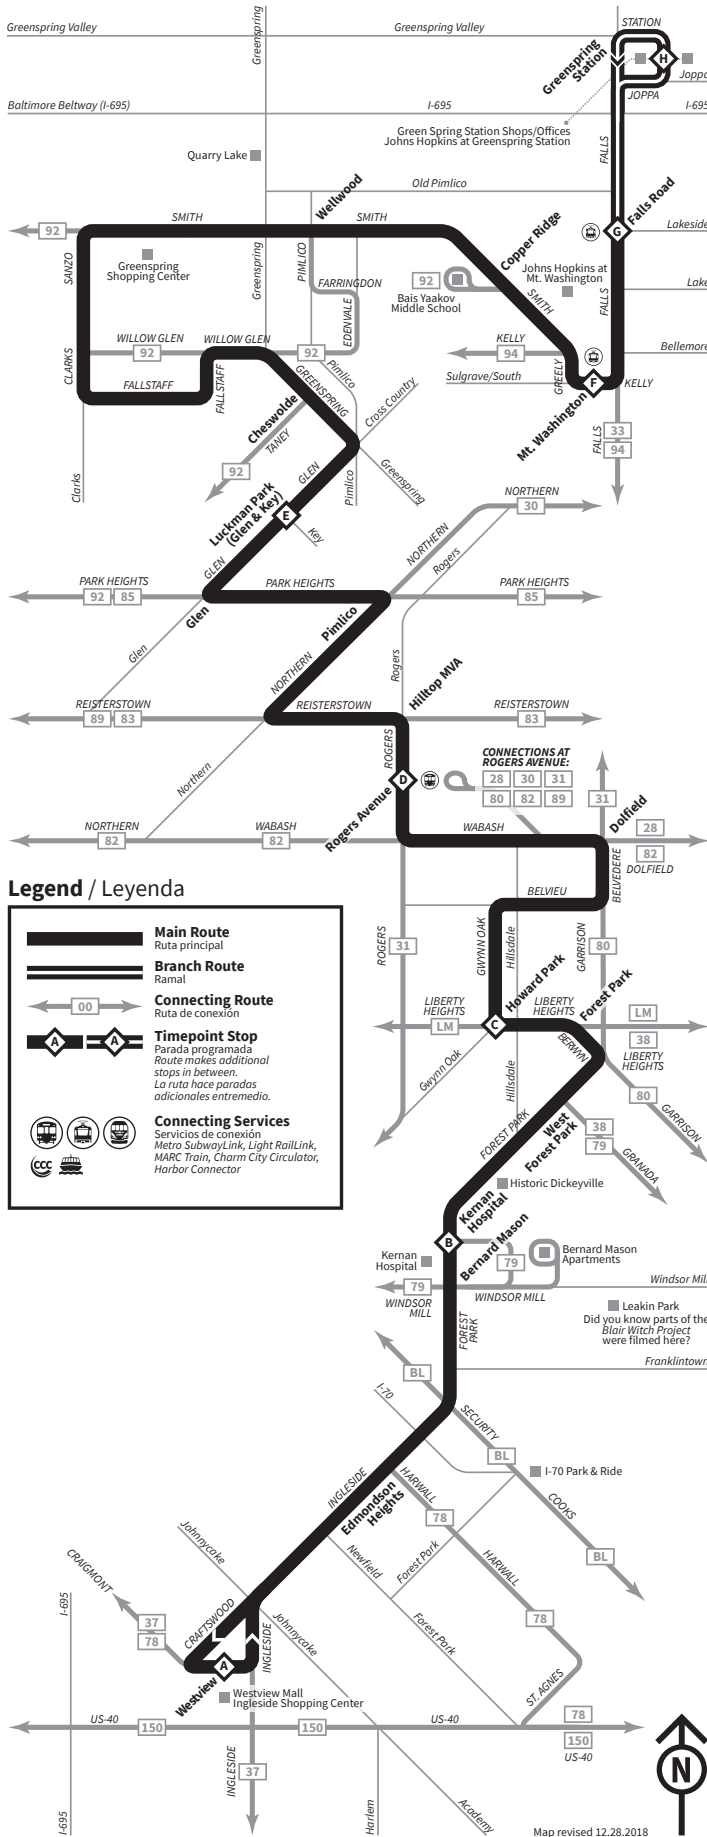 STATION
Greenspring Valley
Greenspring
Greenspring Valley
Greenspring
Station
H
Joppa
JOPPA
Baltimore Beltway (I-695)
I-695
I-695
Green Spring Station Shops/Offices
Johns Hopkins at Greenspring Station
FALLS
Quarry Lake
Old Pimlico
Wellwood
Falls Road
SMITH
SMITH
92
G
Lakeside
SANZO
Greenspring
Shopping Center
Greenspring
PIMLICO
FARRINGDON
EDENVALE
Copper Ridge
Johns Hopkins at
Mt. Washington
92
Bais Yaakov
Middle School
SMITH
FALLS
Lake
WILLOW GLEN
92
WILLOW GLEN
92
KELLY
94
Bellemore
CLARKS
FALLSTAFF
FALLSTAFF
GREENSPRING
Pimlico
Cross Country
Sulgrave/South
GREELY
F
KELLY
Mt. Washington
Cheswolde
TANEY
92
FALLS
33
94
Clarks
GLEN
Pimlico
Greenspring
Luckman Park
(Glen & Key)
E
Key
NORTHERN
30
NORTHERN
Rogers
GLEN
PARK HEIGHTS
92
85
PARK HEIGHTS
PARK HEIGHTS
85
Glen
Pimlico
Glen
NORTHERN
Rogers
Hilltop MVA
REISTERSTOWN
89
83
REISTERSTOWN
REISTERSTOWN
83
ROGERS
Northern
D
CONNECTIONS AT
ROGERS AVENUE:
28
30
31
80
82
89
31
Rogers Avenue
Dolfield
NORTHERN
82
WABASH
82
WABASH
28
82
DOLFIELD
BELVEDERE
BELVIEU
Legend / Leyenda
Main Route
Ruta principal
Branch Route
Ramal
00
Connecting Route
Ruta de conexión
A
A
Timepoint Stop
Parada programada
Route makes additional
stops in between.
La ruta hace paradas
adicionales entremedio.
Connecting Services
Servicios de conexión
Metro SubwayLink, Light RailLink,
MARC Train, Charm City Circulator,
Harbor Connector
CCC
ROGERS
31
GWYNN OAK
Hillsdale
GARRISON
80
Howard Park
Forest Park
LIBERTY
HEIGHTS
LM
C
LIBERTY
HEIGHTS
LM
38
LIBERTY
HEIGHTS
BERWYN
Gwynn Oak
Hillsdale
80
GARRISON
FOREST PARK
West
Forest Park
38
79
GRANADA
Historic Dickeyville
Kernan
Hospital
B
Bernard Mason
Kernan
Hospital
79
Bernard Mason
Apartments
79
WINDSOR
MILL
WINDSOR MILL
Windsor Mill
FOREST
PARK
Leakin Park
Did you know parts of the
Blair Witch Project
were filmed here?
Franklintown
BL
I-70
SECURITY
BL
I-70 Park & Ride
COOKS
BL
INGLESIDE
Edmondson
Heights
HARWALL
78
Newfield
Forest Park
HARWALL
78
Forest Park
Johnnycake
CRAIGMONT
37
78
I-695
CRAFTSWOOD
INGLESIDE
Johnnycake
A
Westview
Westview Mall
Ingleside Shopping Center
ST. AGNES
US-40
150
150
US-40
78
150
US-40
INGLESIDE
37
I-695
Harlem
Academy
N
Map revised 12.28.2018